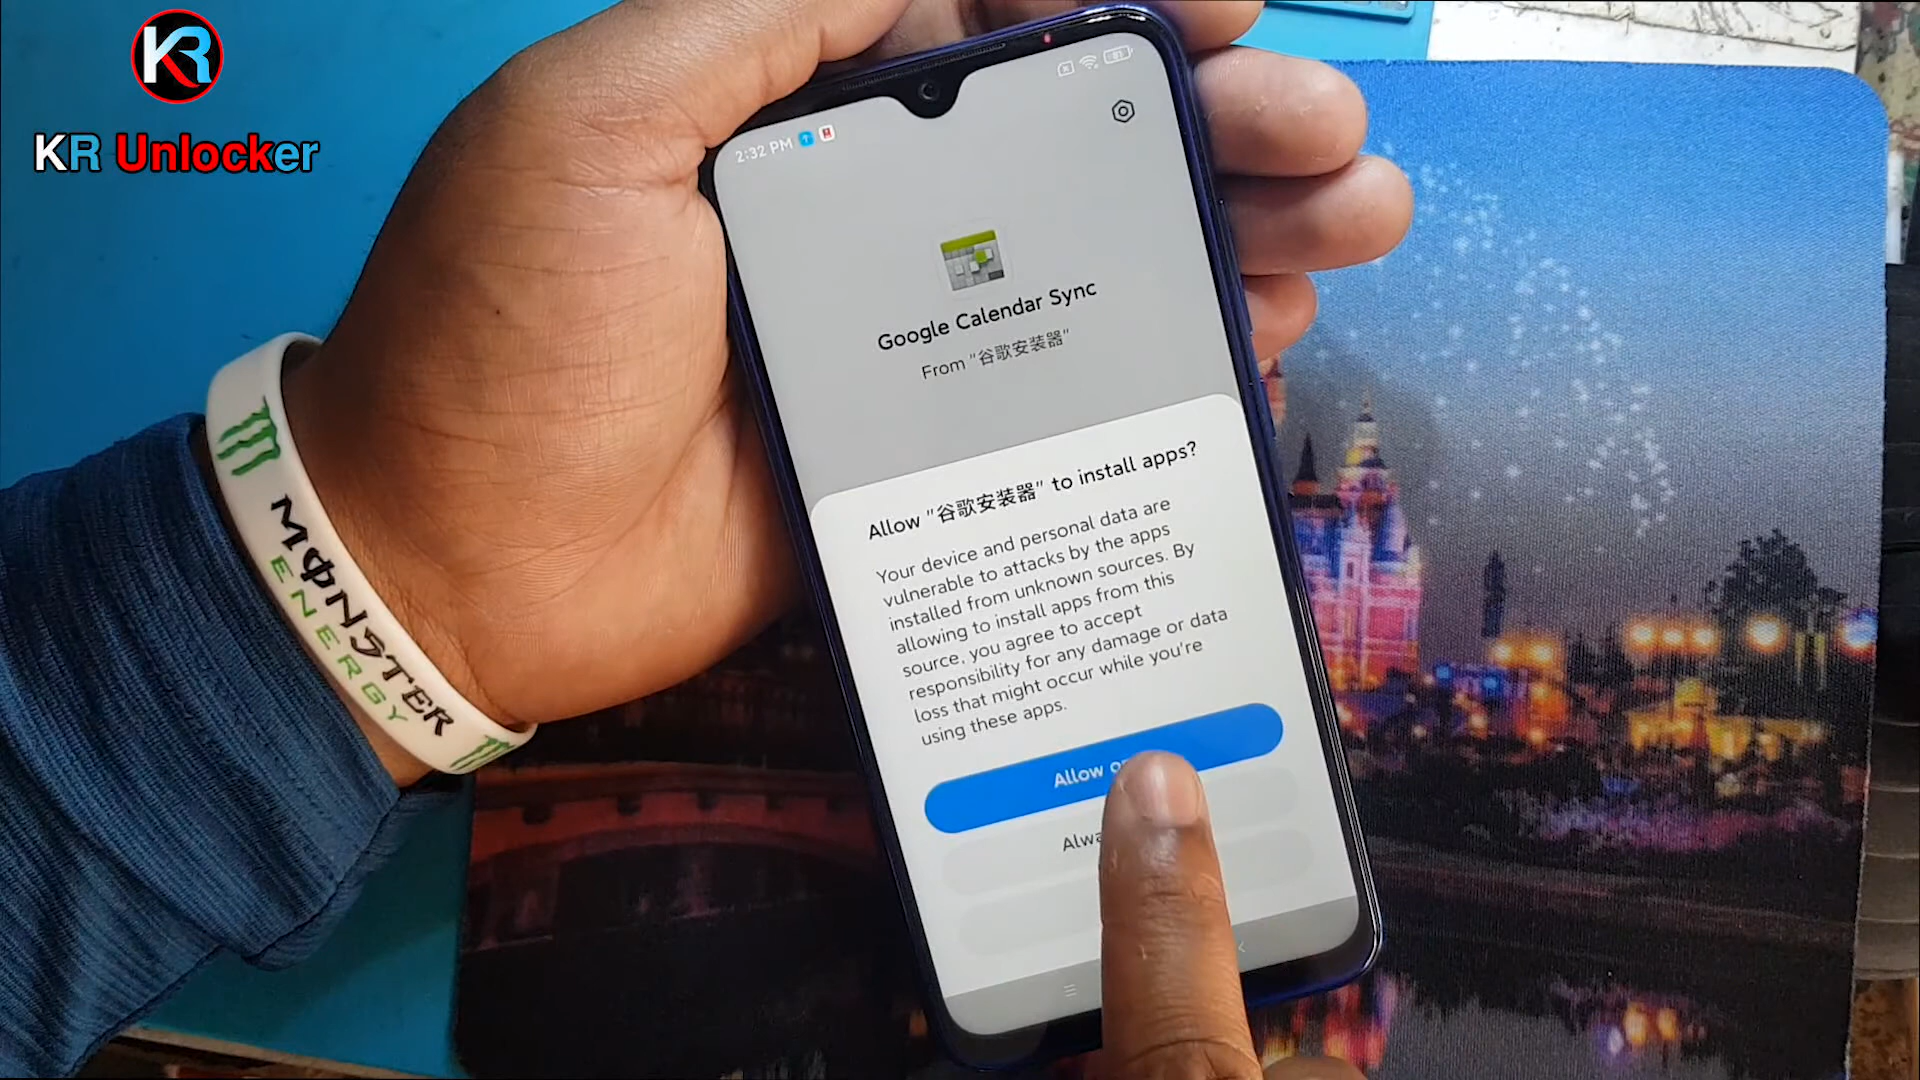 KR
KR Unlocker
2:32 PM
Google Calendar Sync
From "谷歌安装器"
Allow "谷歌安装器" to install apps?
Your device and personal data are
vulnerable to attacks by the apps
installed from unknown sources. By
allowing to install apps from this
source, you agree to accept
responsibility for any damage or data
loss that might occur while you're
using these apps.
Allow
MONSTER
ENERGY